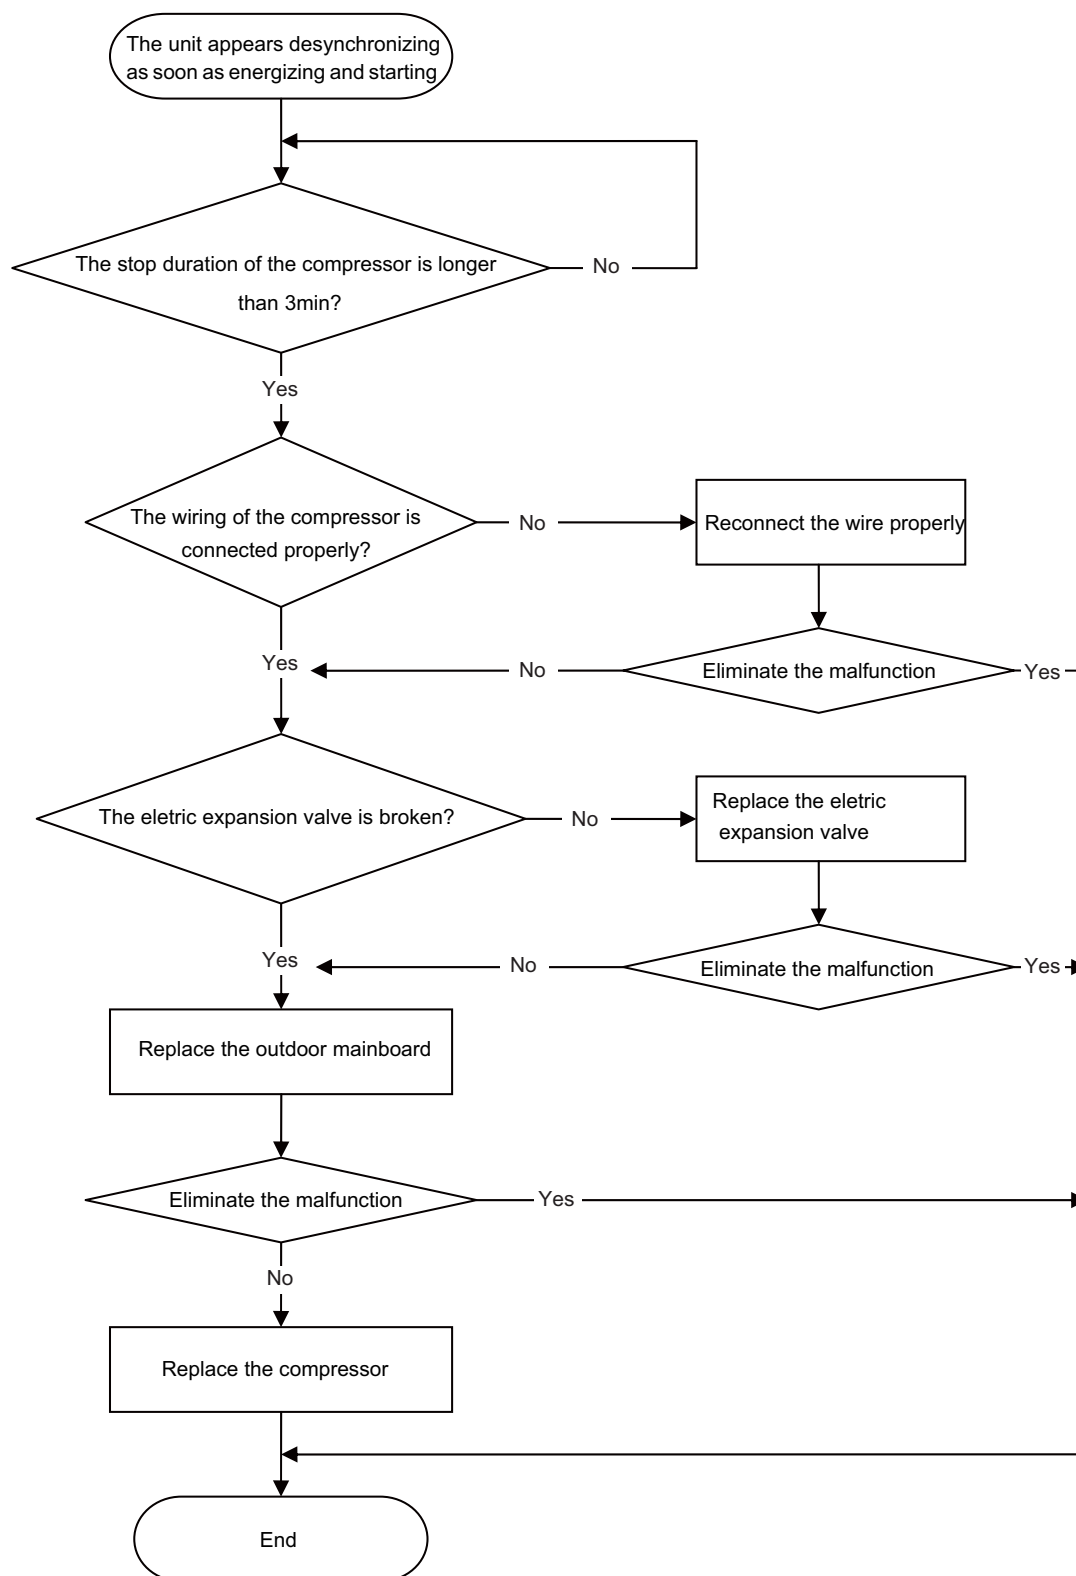 The unit appears desynchronizing
as soon as energizing and starting
The stop duration of the compressor is longer
than 3min?
No
Yes
The wiring of the compressor is
connected properly?
No
Reconnect the wire properly
Yes
No
Eliminate the malfunction
Yes
The eletric expansion valve is broken?
No
Replace the eletric
expansion valve
Yes
No
Eliminate the malfunction
Yes
Replace the outdoor mainboard
Eliminate the malfunction
Yes
No
Replace the compressor
End